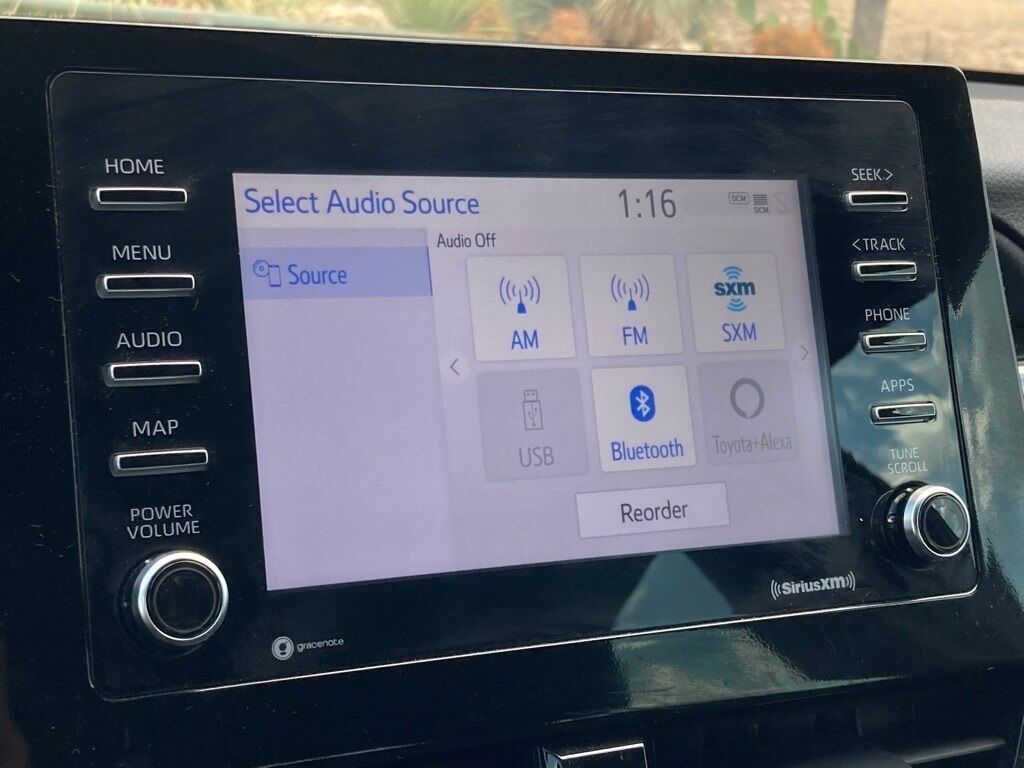 HOME
MENU
AUDIO
MAP
POWER
VOLUME
Select Audio Source
1:16
DCM
DCM
Source
Audio Off
AM
FM
sxm
SXM
USB
Bluetooth
Toyota+Alexa
Reorder
SEEK >
< TRACK
PHONE
APPS
TUNE
SCROLL
gracenote
SiriusXM